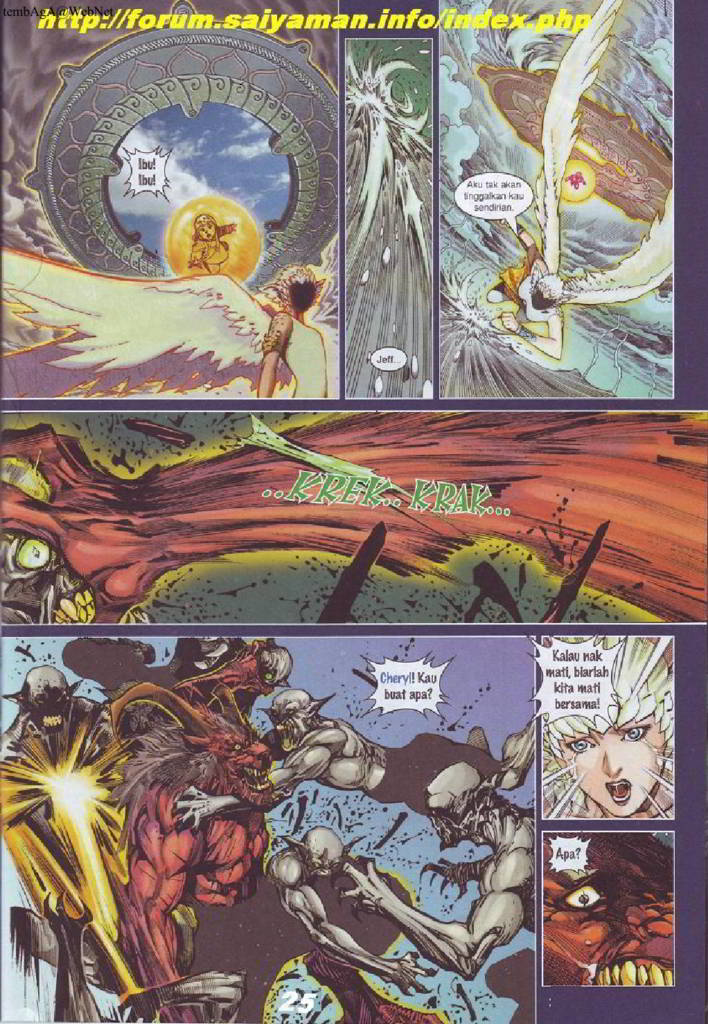 tembAgA@WebNet
http://forum.saiyaman.info/index.php
Ibu!
Ibu!
Jeff...
Aku tak akan
tinggalkan kau
sendirian.
..KREK.. KRAK...
Cheryl! Kau
buat apa?
Kalau nak
mati, biarlah
kita mati
bersama!
Apa?
25